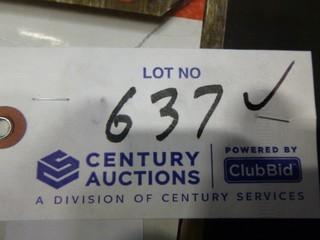 LOT NO
637 ✓
CENTURY AUCTIONS
POWERED BY
ClubBid
A DIVISION OF CENTURY SERVICES